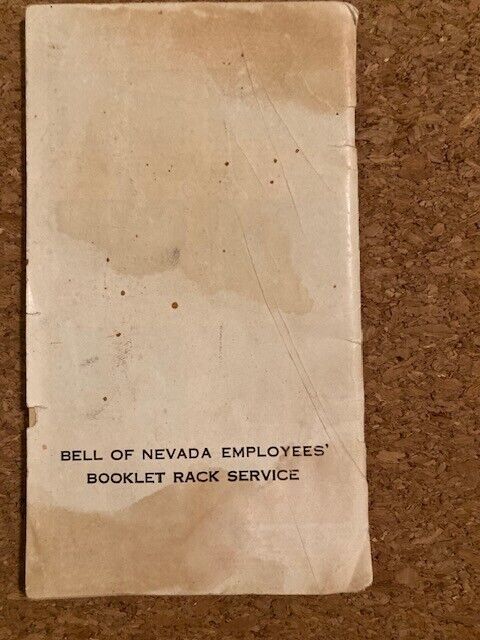 BELL OF NEVADA EMPLOYEES'
BOOKLET RACK SERVICE